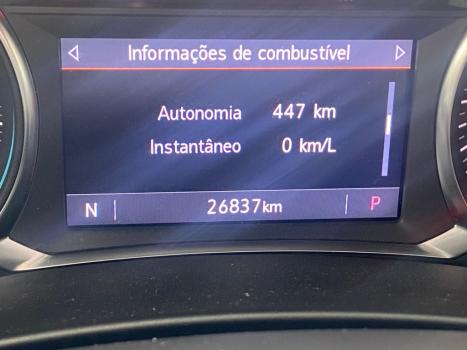 Informações de combustível
Autonomia 447 km
Instantâneo 0 km/L
N 26837km P